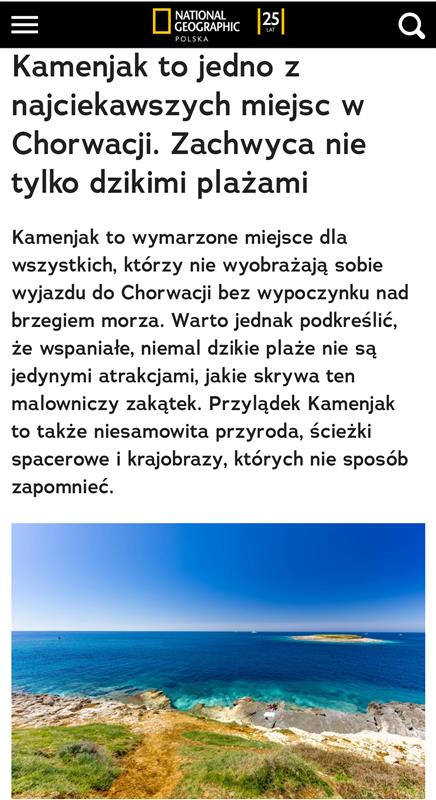 NATIONAL
GEOGRAPHIC
POLSKA
25
LAT
Kamenjak to jedno z
najciekawszych miejsc w
Chorwacji. Zachwyca nie
tylko dzikimi plażami
Kamenjak to wymarzone miejsce dla
wszystkich, którzy nie wyobrażają sobie
wyjazdu do Chorwacji bez wypoczynku nad
brzegiem morza. Warto jednak podkreślić,
że wspaniałe, niemal dzikie plaże nie są
jedynymi atrakcjami, jakie skrywa ten
malowniczy zakątek. Przylądek Kamenjak
to także niesamowita przyroda, ścieżki
spacerowe i krajobrazy, których nie sposób
zapomnieć.